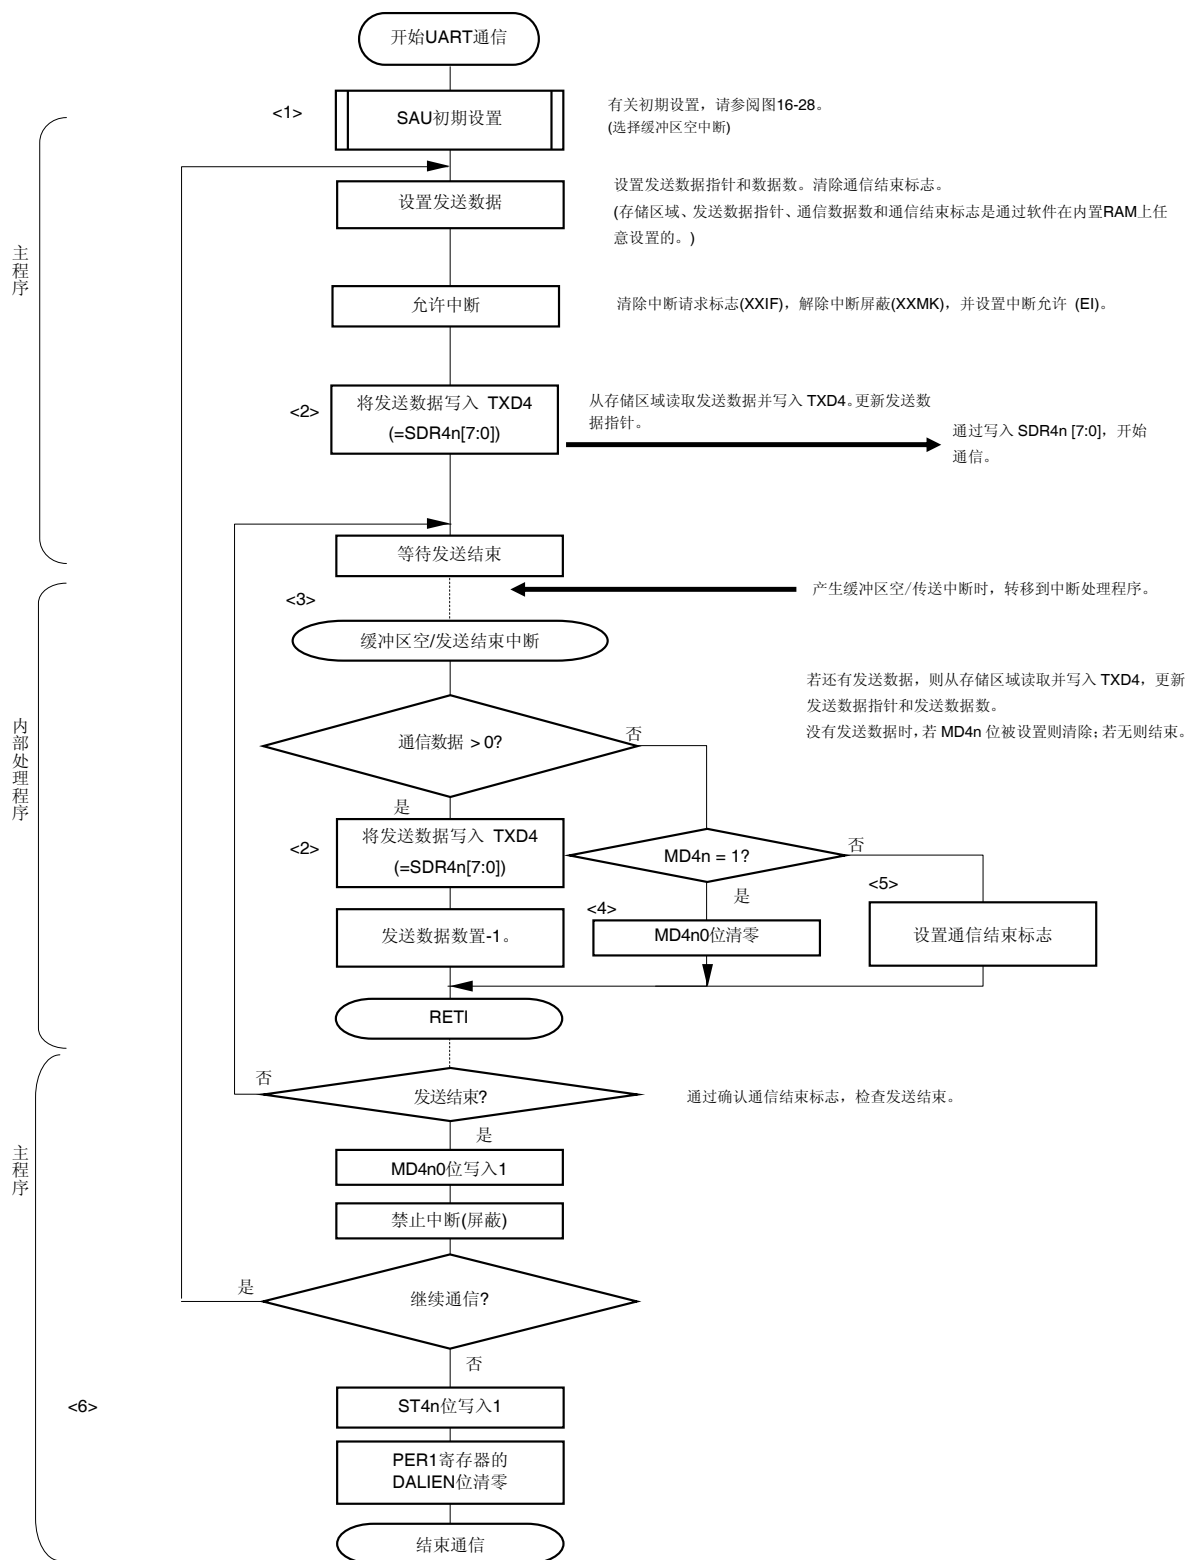 开始UART通信
<1>
SAU初期设置
有关初期设置，请参阅图16-28。
(选择缓冲区空中断)
设置发送数据
设置发送数据指针和数据数。清除通信结束标志。
(存储区域、发送数据指针、通信数据数和通信结束标志是通过软件在内置RAM上任
意设置的。)
主程序
允许中断
清除中断请求标志(XXIF)，解除中断屏蔽(XXMK)，并设置中断允许 (EI)。
<2>
将发送数据写入 TXD4
(=SDR4n[7:0])
从存储区域读取发送数据并写入 TXD4。更新发送数
据指针。
通过写入 SDR4n [7:0]，开始
通信。
等待发送结束
产生缓冲区空/传送中断时，转移到中断处理程序。
<3>
缓冲区空/发送结束中断
若还有发送数据，则从存储区域读取并写入 TXD4，更新
发送数据指针和发送数据数。
没有发送数据时，若 MD4n 位被设置则清除；若无则结束。
内部处理程序
通信数据 > 0?
否
是
<2>
将发送数据写入 TXD4
(=SDR4n[7:0])
MD4n = 1?
否
是
<4>
<5>
发送数据数置-1。
MD4n0位清零
设置通信结束标志
RETI
否
发送结束?
通过确认通信结束标志，检查发送结束。
是
主程序
MD4n0位写入1
禁止中断(屏蔽)
是
继续通信?
否
<6>
ST4n位写入1
PER1寄存器的
DALIEN位清零
结束通信